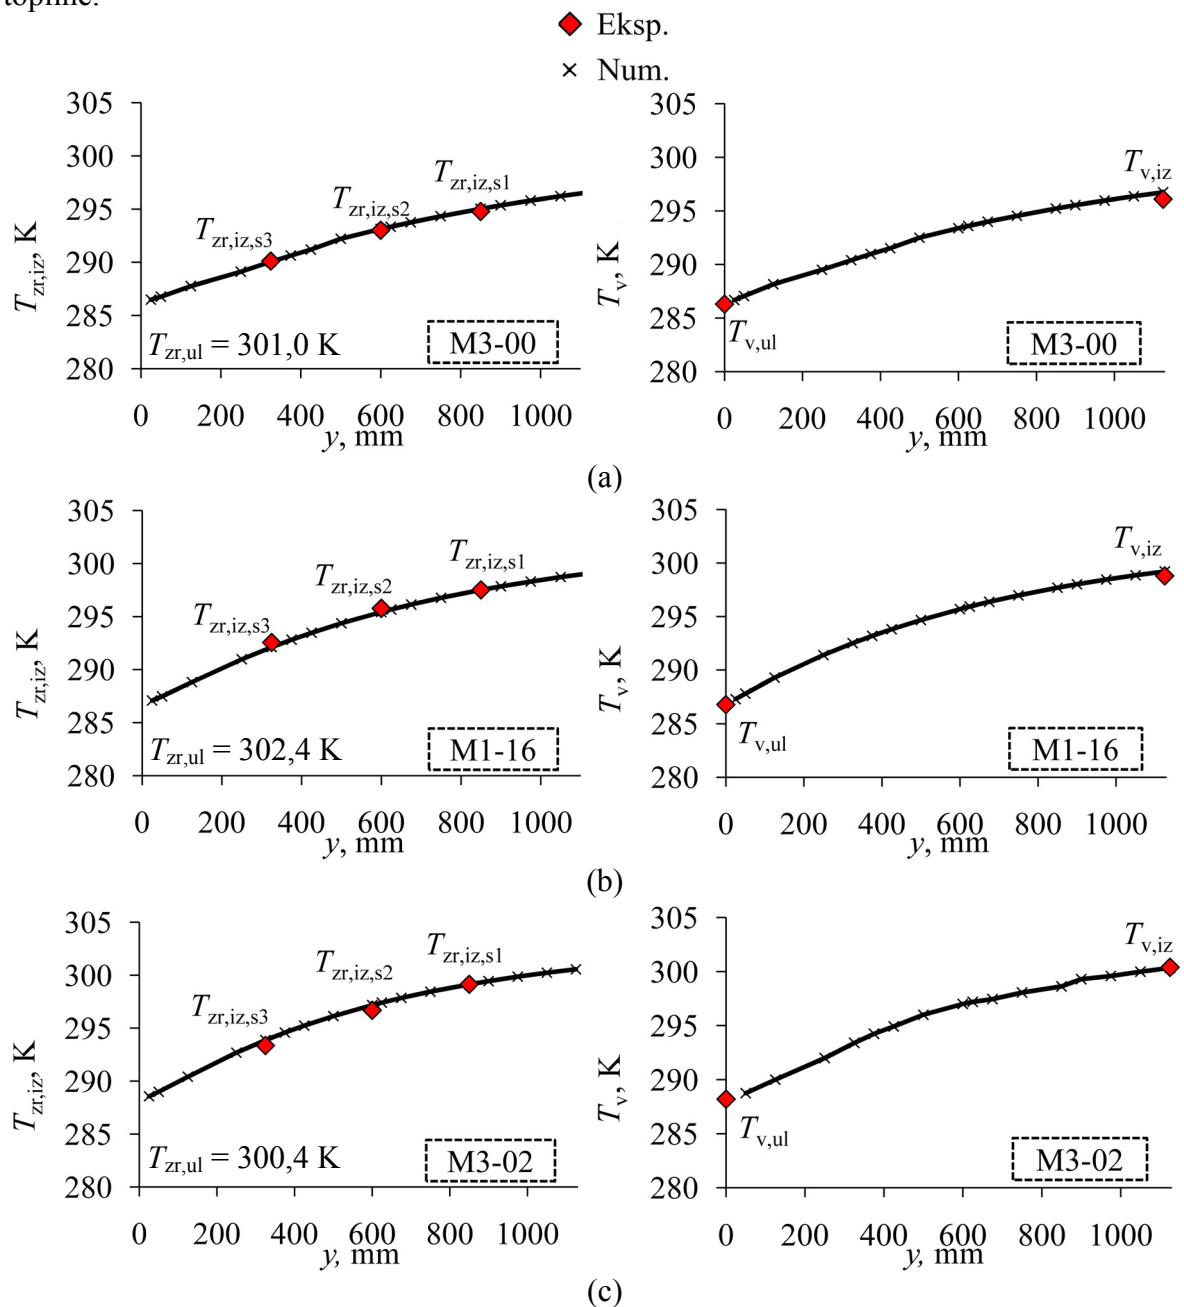 Eksp.
Num.
305
300
295
290
285
280
T_zr,iz, K
T_zr,iz,s3
T_zr,iz,s2
T_zr,iz,s1
T_zr,ul = 301,0 K
M3-00
0 200 400 600 800 1000
y, mm
305
300
295
290
285
280
T_v, K
T_v,iz
T_v,ul
M3-00
0 200 400 600 800 1000
y, mm
(a)
305
300
295
290
285
280
T_zr,iz, K
T_zr,iz,s3
T_zr,iz,s2
T_zr,iz,s1
T_zr,ul = 302,4 K
M1-16
0 200 400 600 800 1000
y, mm
305
300
295
290
285
280
T_v, K
T_v,iz
T_v,ul
M1-16
0 200 400 600 800 1000
y, mm
(b)
305
300
295
290
285
280
T_zr,iz, K
T_zr,iz,s3
T_zr,iz,s2
T_zr,iz,s1
T_zr,ul = 300,4 K
M3-02
0 200 400 600 800 1000
y, mm
305
300
295
290
285
280
T_v, K
T_v,iz
T_v,ul
M3-02
0 200 400 600 800 1000
y, mm
(c)